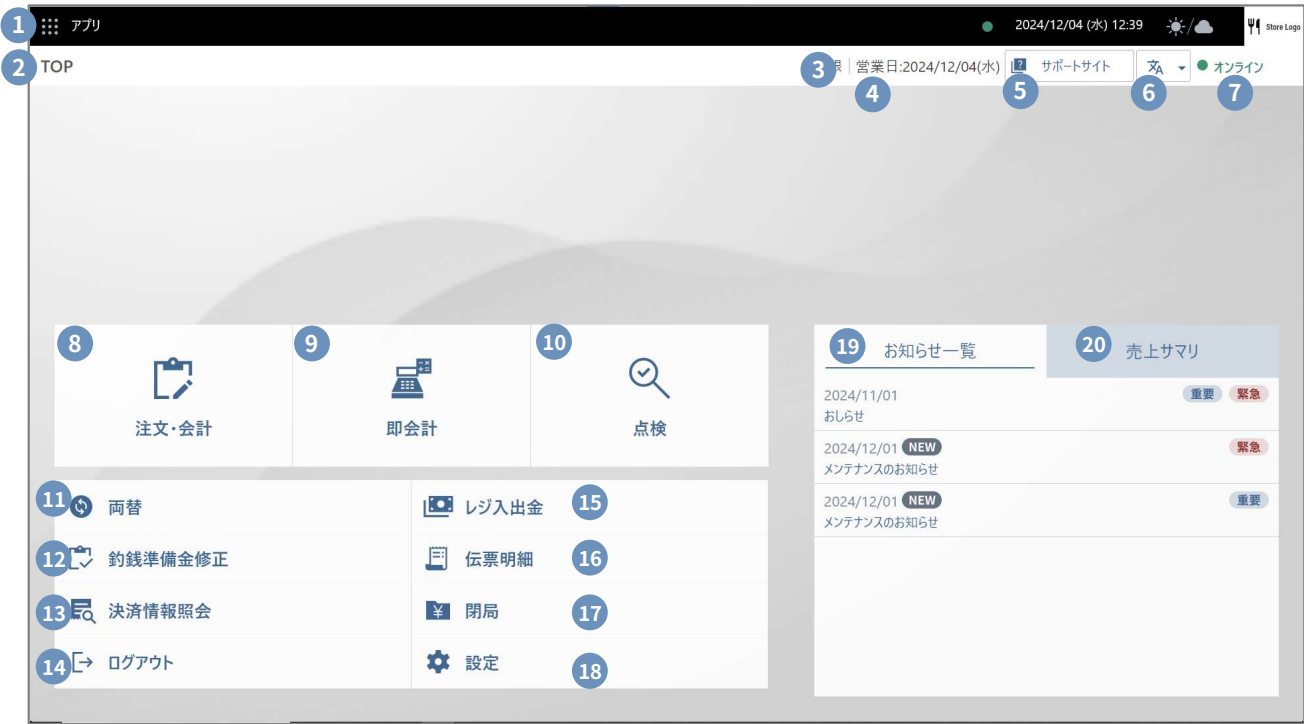 1 アプリ 2024/12/04 (水) 12:39 Store Logo
2 TOP 3 限 営業日:2024/12/04(水) サポートサイト オンライン
4 5 6 7
8 9 10
注文・会計 即会計 点検
11 両替 レジ入出金 15
12 釣銭準備金修正 伝票明細 16
13 決済情報照会 閉局 17
14 ログアウト 設定 18
19 お知らせ一覧 20 売上サマリ
2024/11/01 重要 緊急
おしらせ
2024/12/01 NEW 緊急
メンテナンスのお知らせ
2024/12/01 NEW 重要
メンテナンスのお知らせ